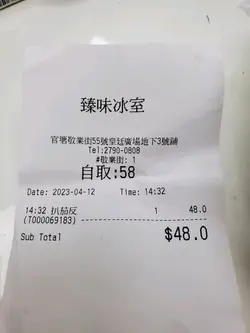 臻味冰室
官塘敬業街55號皇廷廣場地下3號舖
Tel:2790-0808
#敬業街: 1
自取:58
Date: 2023-04-12 Time: 14:32
14:32 扒茄反 1 48.0
(T000069183)
Sub Total $48.0